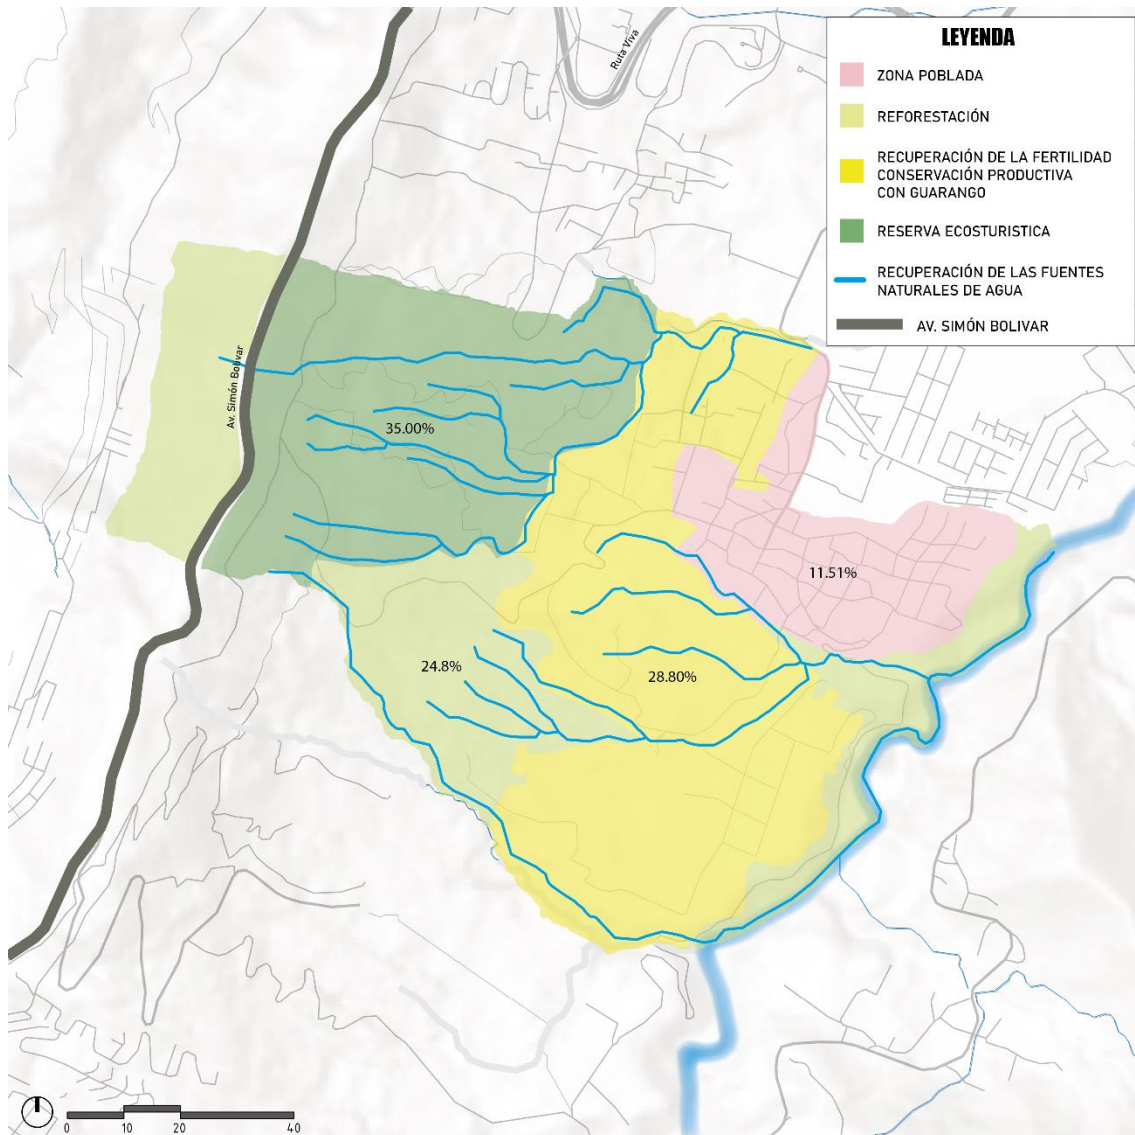 Ruta Viva
LEYENDA
ZONA POBLADA
REFORESTACIÓN
RECUPERACIÓN DE LA FERTILIDAD
CONSERVACIÓN PRODUCTIVA
CON GUARANGO
RESERVA ECOSTURISTICA
RECUPERACIÓN DE LAS FUENTES
NATURALES DE AGUA
AV. SIMÓN BOLIVAR
Av. Simón Bolivar
35.00%
11.51%
24.8%
28.80%
0 10 20 40